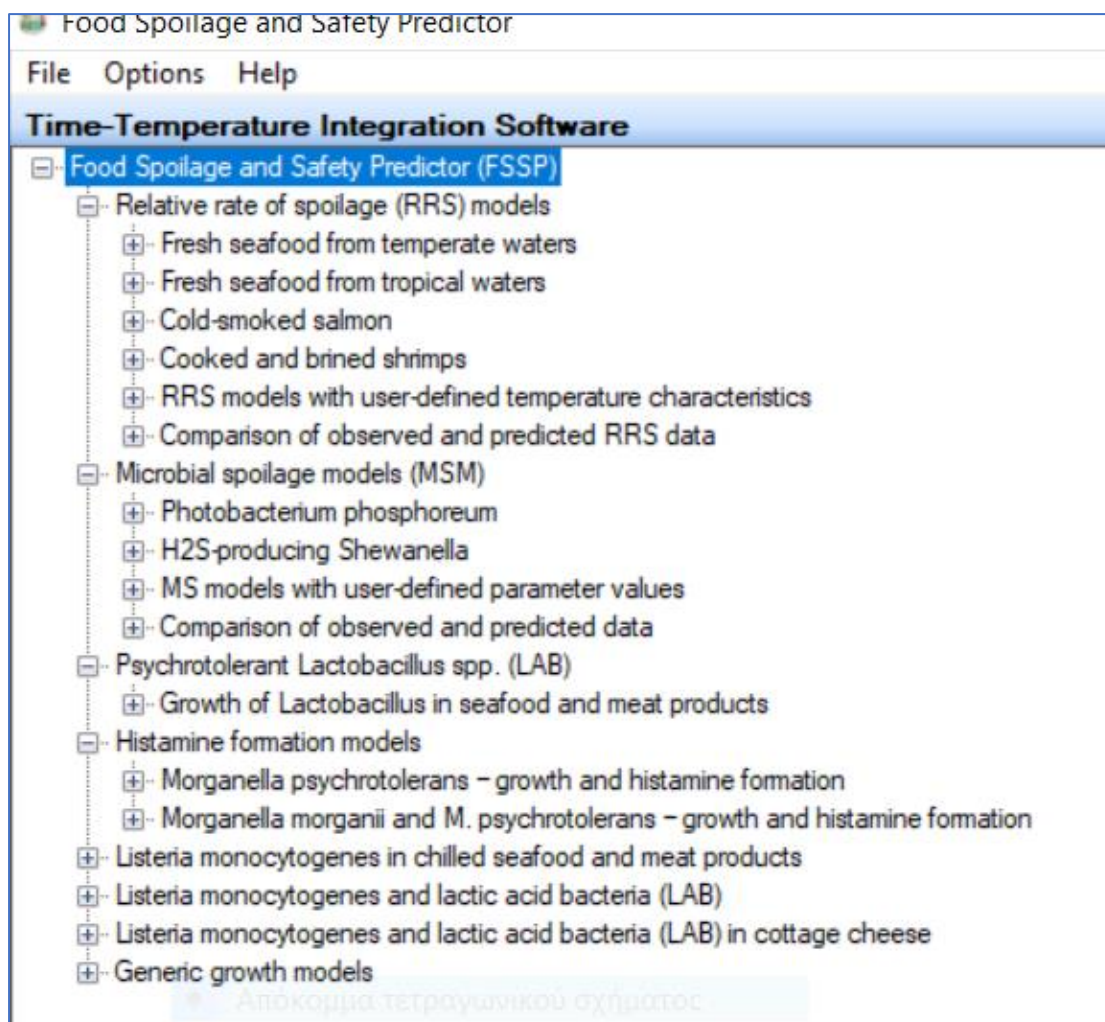 Food Spoilage and Safety Predictor
File Options Help
Time-Temperature Integration Software
Food Spoilage and Safety Predictor (FSSP)
Relative rate of spoilage (RRS) models
Fresh seafood from temperate waters
Fresh seafood from tropical waters
Cold-smoked salmon
Cooked and brined shrimps
RRS models with user-defined temperature characteristics
Comparison of observed and predicted RRS data
Microbial spoilage models (MSM)
Photobacterium phosphoreum
H2S-producing Shewanella
MS models with user-defined parameter values
Comparison of observed and predicted data
Psychrotolerant Lactobacillus spp. (LAB)
Growth of Lactobacillus in seafood and meat products
Histamine formation models
Morganella psychrotolerans – growth and histamine formation
Morganella morganii and M. psychrotolerans – growth and histamine formation
Listeria monocytogenes in chilled seafood and meat products
Listeria monocytogenes and lactic acid bacteria (LAB)
Listeria monocytogenes and lactic acid bacteria (LAB) in cottage cheese
Generic growth models
Απόκομμα τετραγωνικού σχήματος